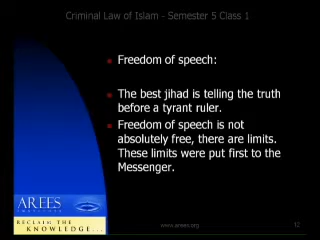 Criminal Law of Islam - Semester 5 Class 1
Freedom of speech:
The best jihad is telling the truth
before a tyrant ruler.
Freedom of speech is not
absolutely free, there are limits.
These limits were put first to the
Messenger.
AREES
RECLAIM THE
KNOWLEDGE...
www.arees.org
12